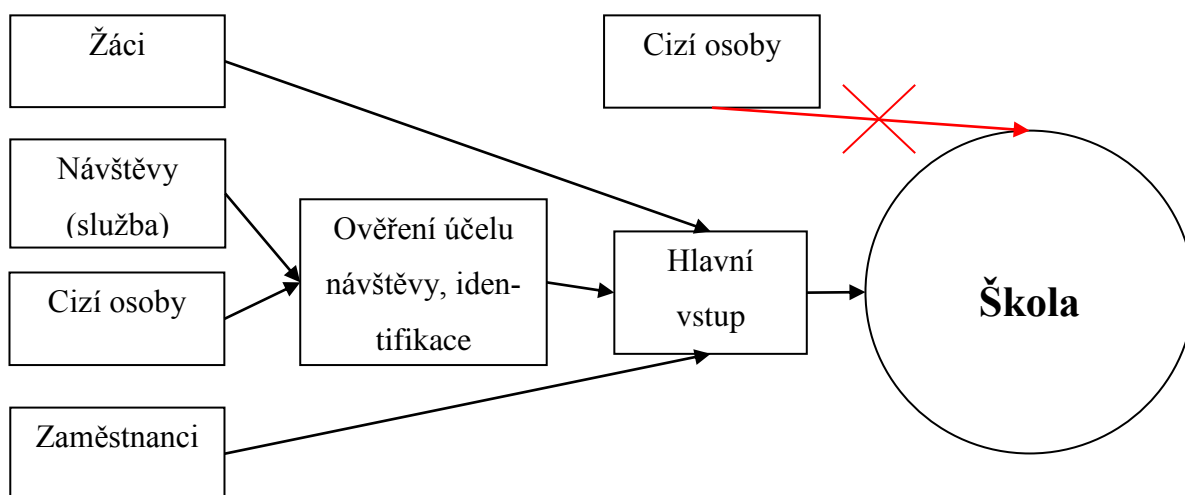 Žáci
Cizí osoby
Návštěvy
(služba)
Ověření účelu
návštěvy, iden-
tifikace
Hlavní
vstup
Škola
Cizí osoby
Zaměstnanci